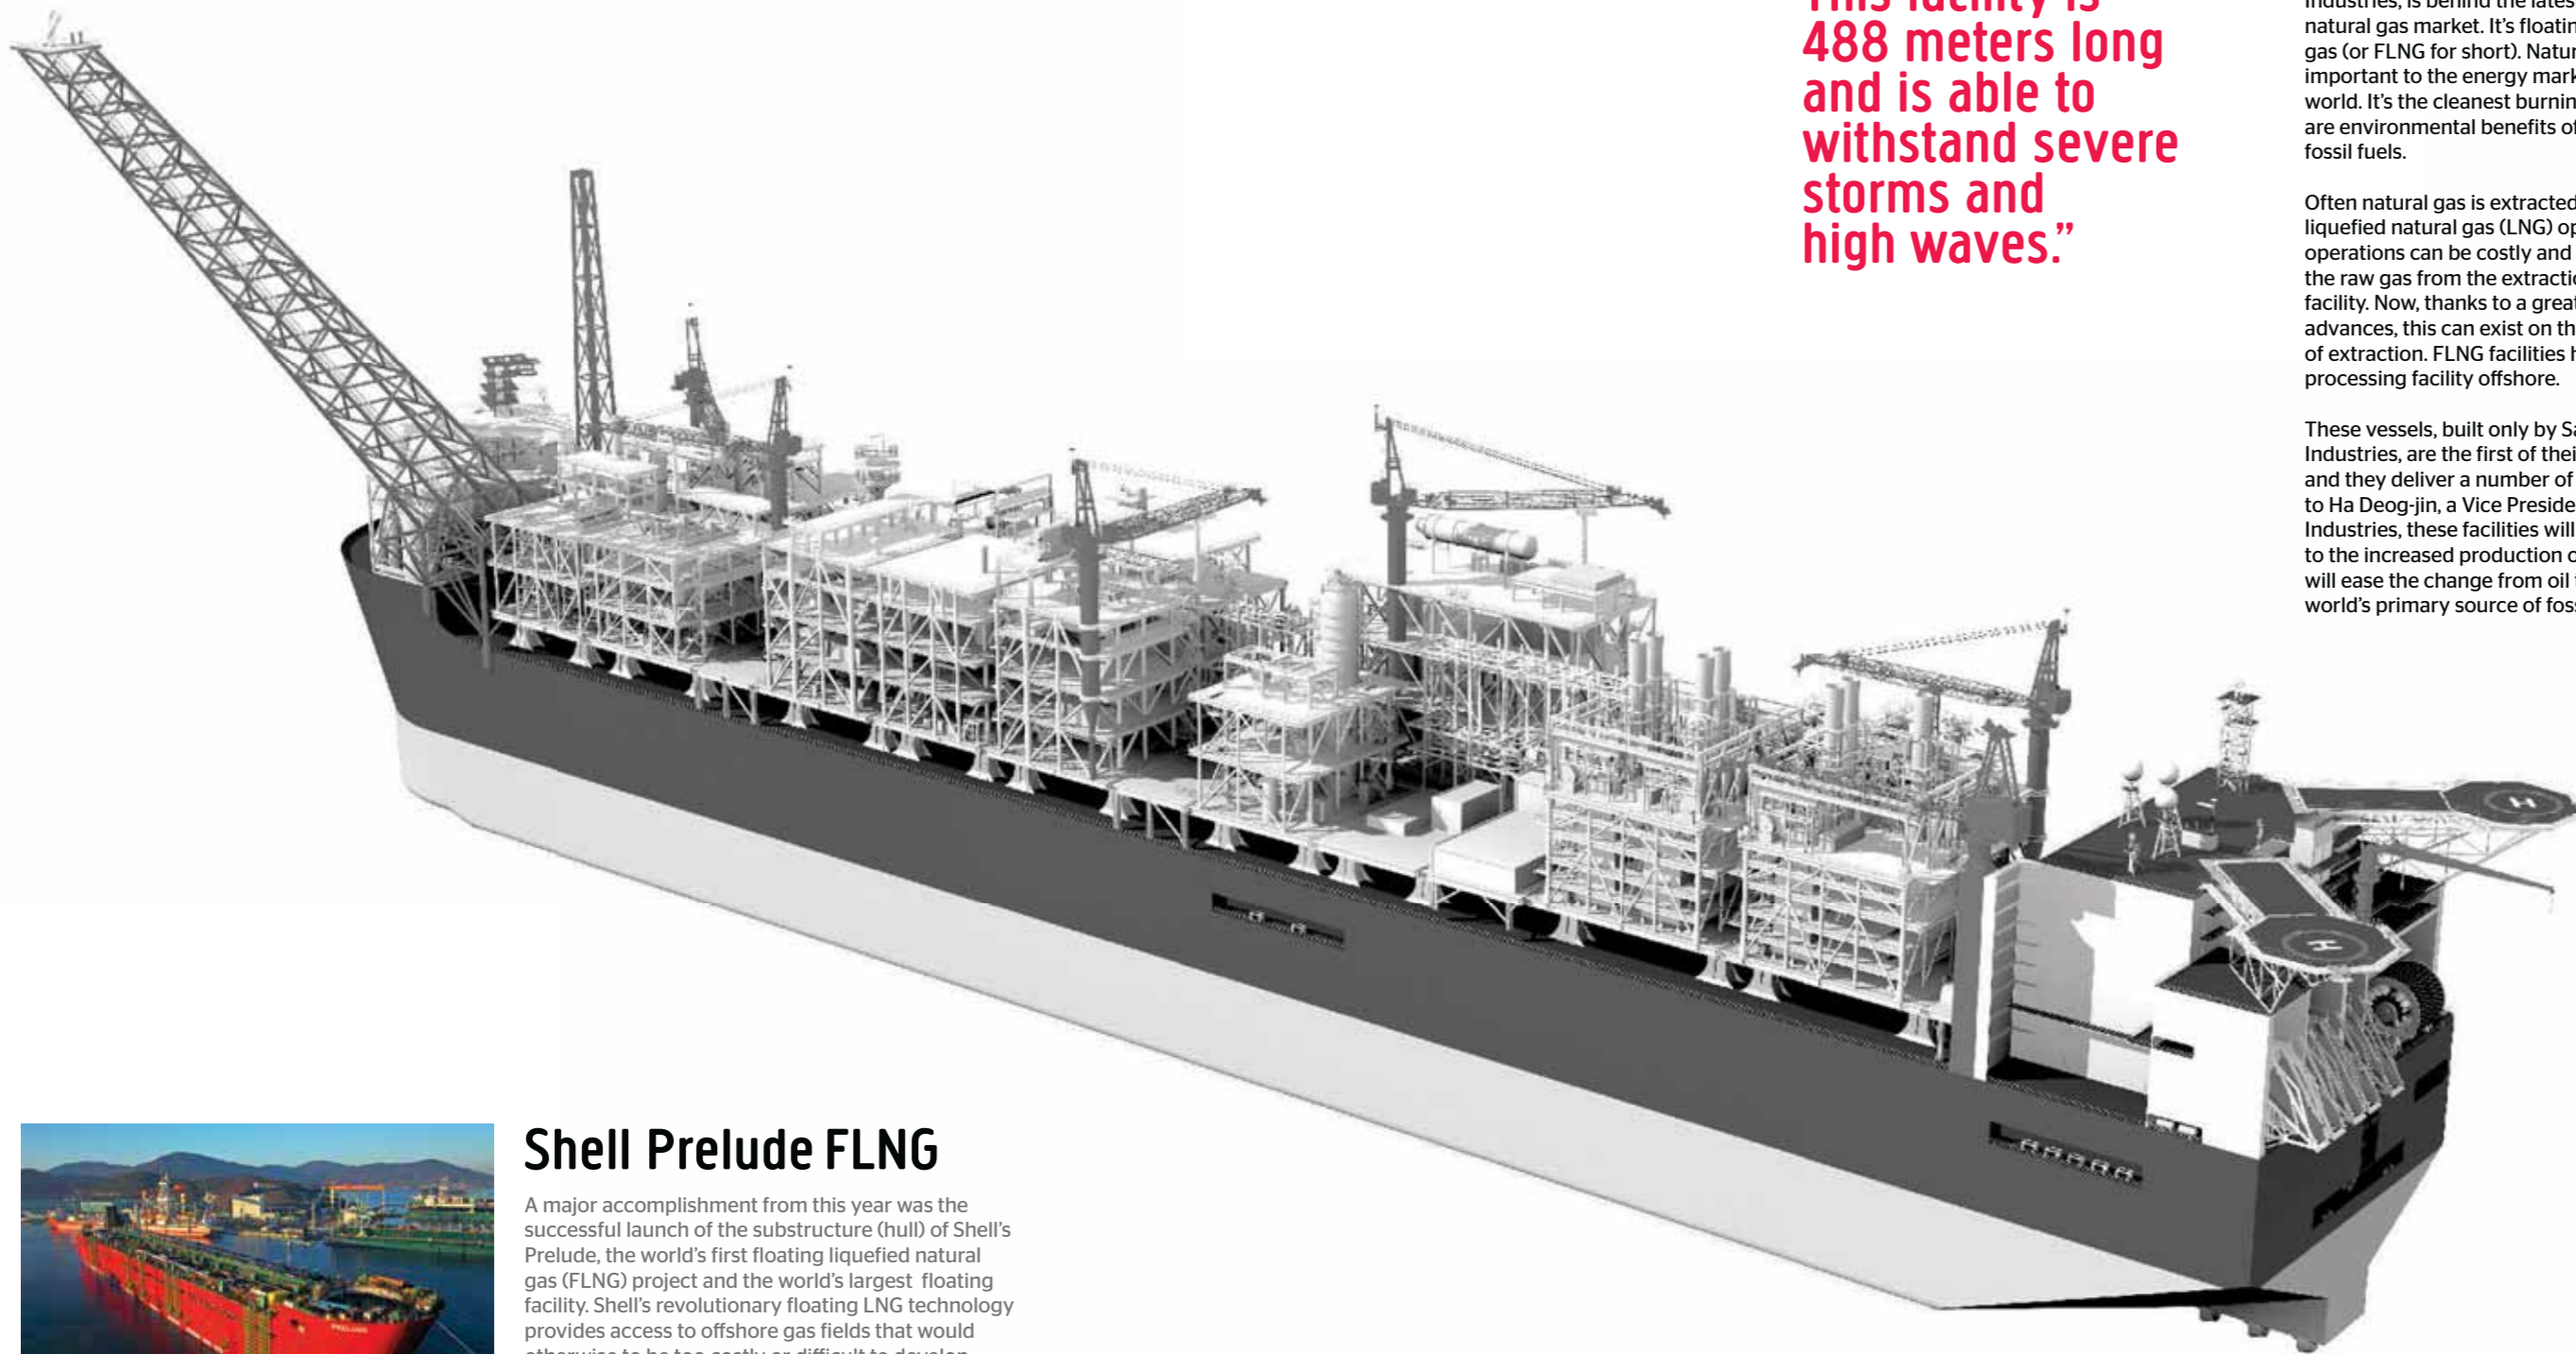 488 meters long
and is able to
withstand severe
storms and
high waves.”
natural gas market. It’s floatin
gas (or FLNG for short). Natur
important to the energy mark
world. It’s the cleanest burnin
are environmental benefits of
fossil fuels.
Often natural gas is extracted
liquefied natural gas (LNG) op
operations can be costly and
the raw gas from the extractio
facility. Now, thanks to a great
advances, this can exist on th
of extraction. FLNG facilities h
processing facility offshore.
These vessels, built only by Sa
Industries, are the first of thei
and they deliver a number of
to Ha Deog-jin, a Vice Preside
Industries, these facilities will
to the increased production o
will ease the change from oil
world’s primary source of foss
H
H
PRELUDE
Shell Prelude FLNG
A major accomplishment from this year was the
successful launch of the substructure (hull) of Shell’s
Prelude, the world’s first floating liquefied natural
gas (FLNG) project and the world’s largest floating
facility. Shell’s revolutionary floating LNG technology
provides access to offshore gas fields that would